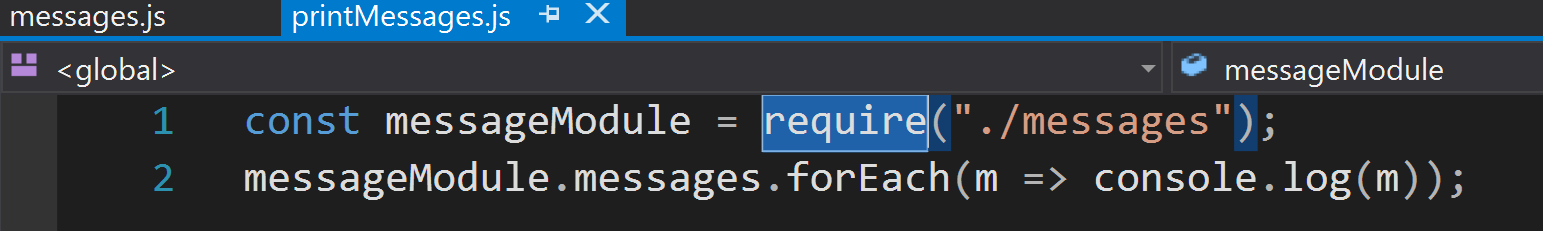 messages.js printMessages.js
<global> messageModule
1 const messageModule = require("./messages");
2 messageModule.messages.forEach(m => console.log(m));